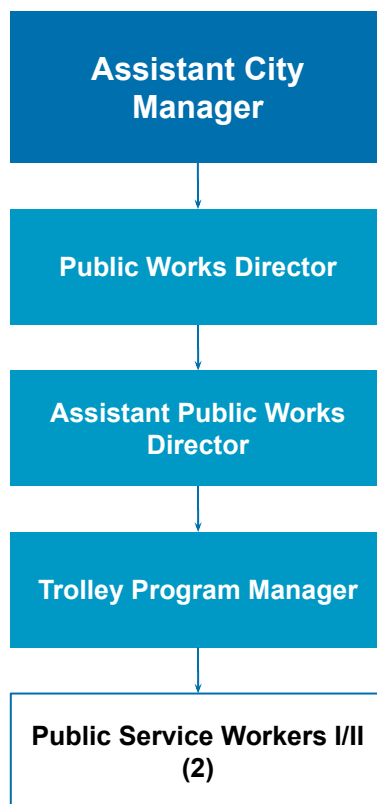 Assistant City
Manager
Public Works Director
Assistant Public Works
Director
Trolley Program Manager
Public Service Workers I/II
(2)